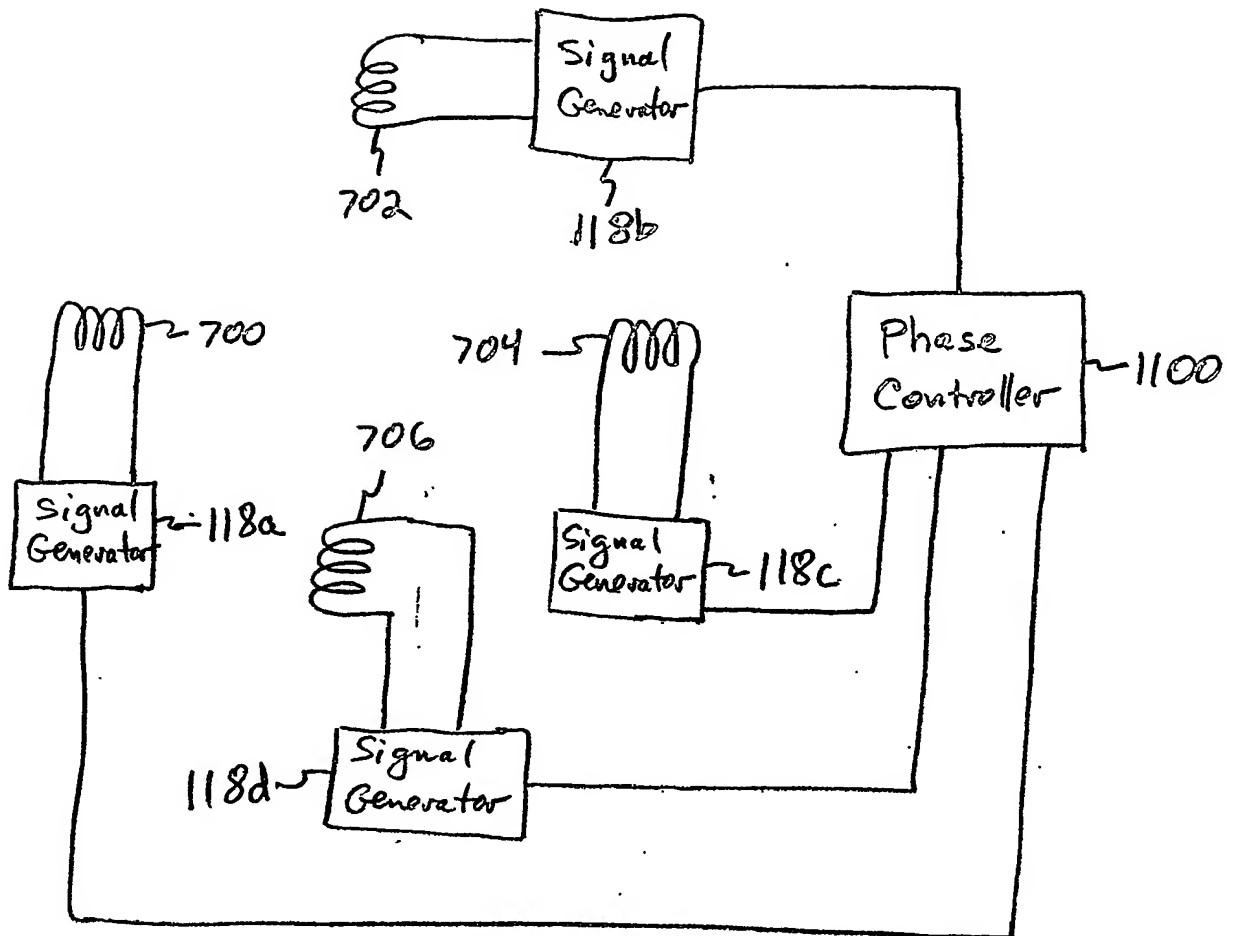 Signal
Generator
702
118b
700
704
Phase
Controller
1100
706
Signal
Generator
118a
Signal
Generator
118c
Signal
Generator
118d